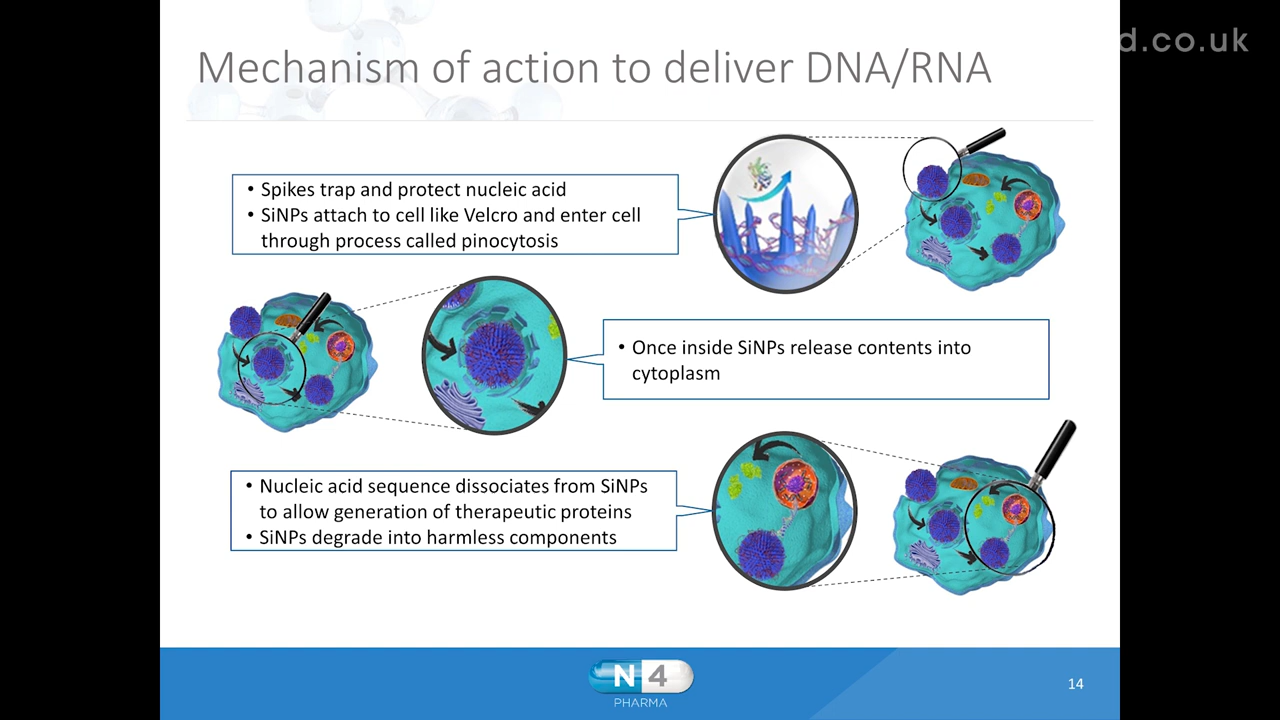 d.co.uk
Mechanism of action to deliver DNA/RNA
• Spikes trap and protect nucleic acid
• SiNPs attach to cell like Velcro and enter cell
through process called pinocytosis
• Once inside SiNPs release contents into
cytoplasm
• Nucleic acid sequence dissociates from SiNPs
to allow generation of therapeutic proteins
• SiNPs degrade into harmless components
N4
PHARMA
14